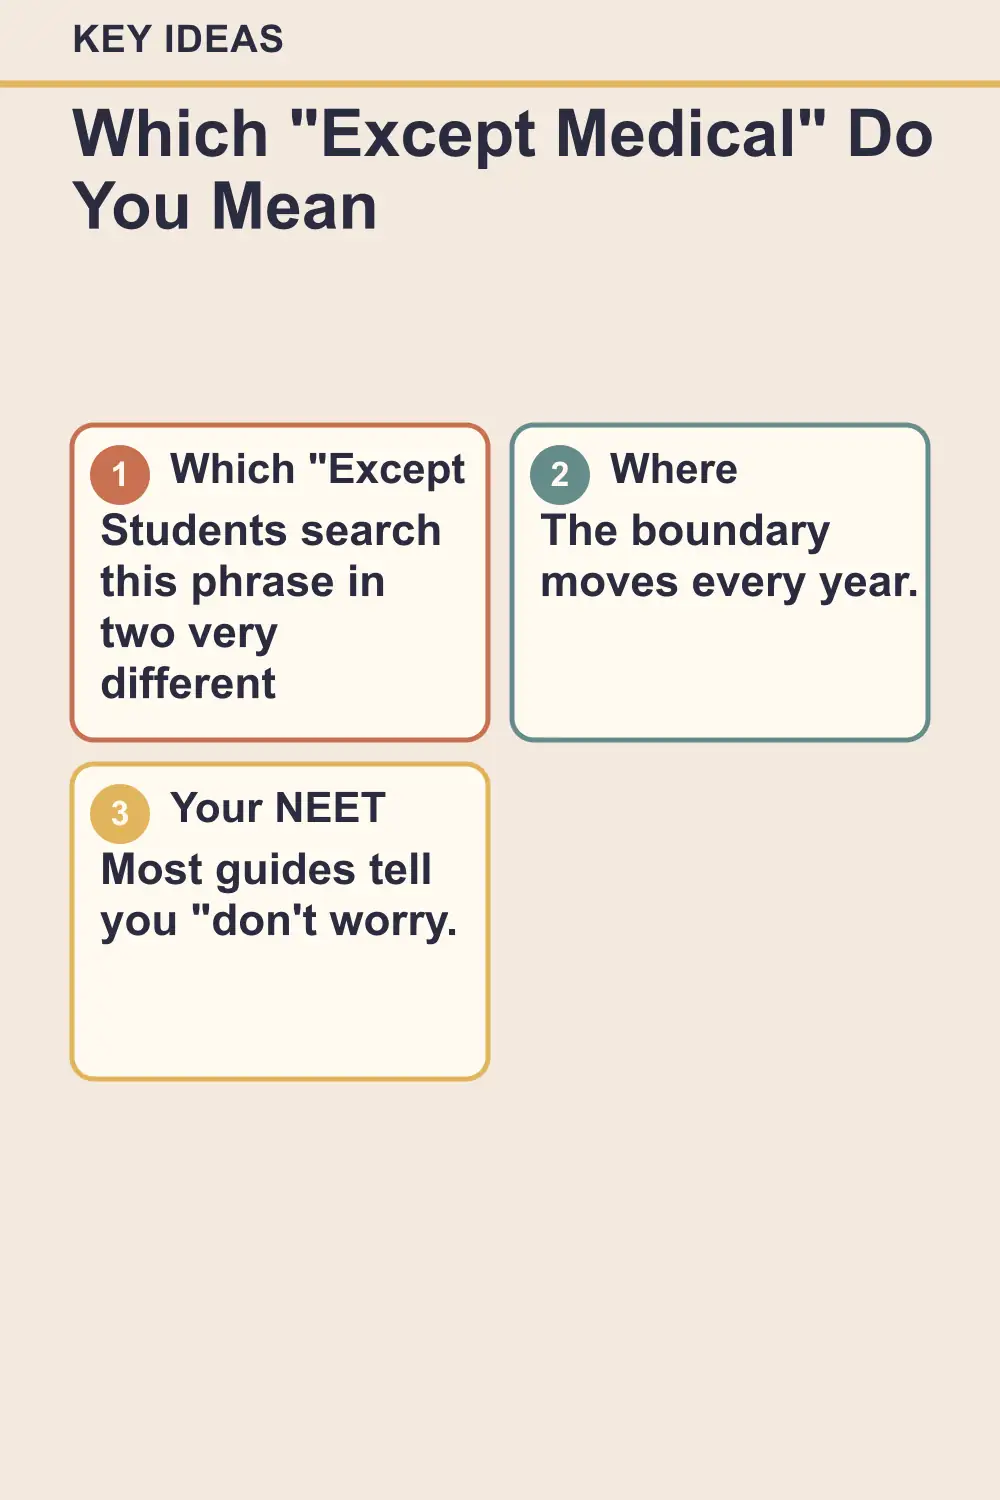 KEY IDEAS
Which "Except Medical" Do
You Mean
1 Which "Except
Students search
this phrase in
two very
different
2 Where
The boundary
moves every year.
3 Your NEET
Most guides tell
you "don't worry.